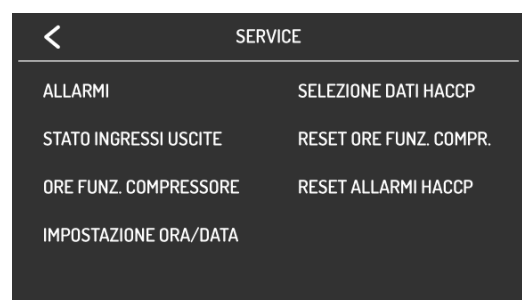 SERVICE
ALLARMI
SELEZIONE DATI HACCP
STATO INGRESSI USCITE
RESET ORE FUNZ. COMPR.
ORE FUNZ. COMPRESSORE
RESET ALLARMI HACCP
IMPOSTAZIONE ORA/DATA